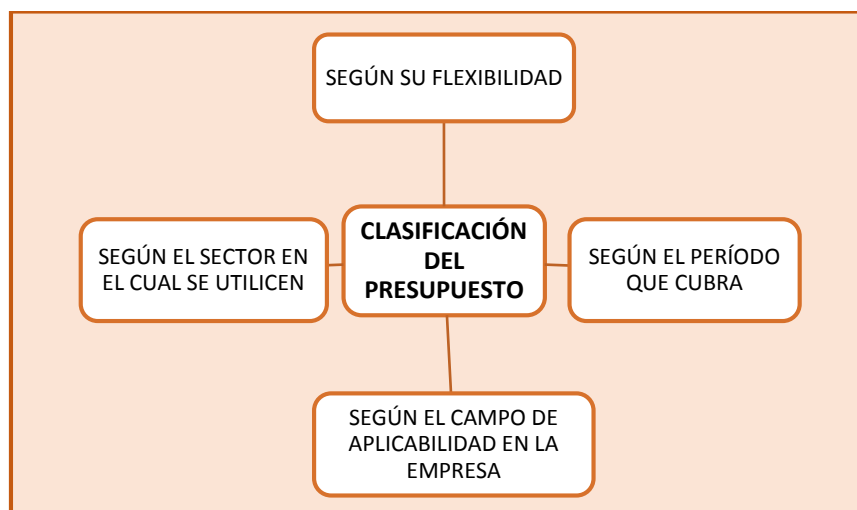 SEGÚN SU FLEXIBILIDAD
CLASIFICACIÓN
DEL
PRESUPUESTO
SEGÚN EL SECTOR EN
EL CUAL SE UTILICEN
SEGÚN EL PERÍODO
QUE CUBRA
SEGÚN EL CAMPO DE
APLICABILIDAD EN LA
EMPRESA